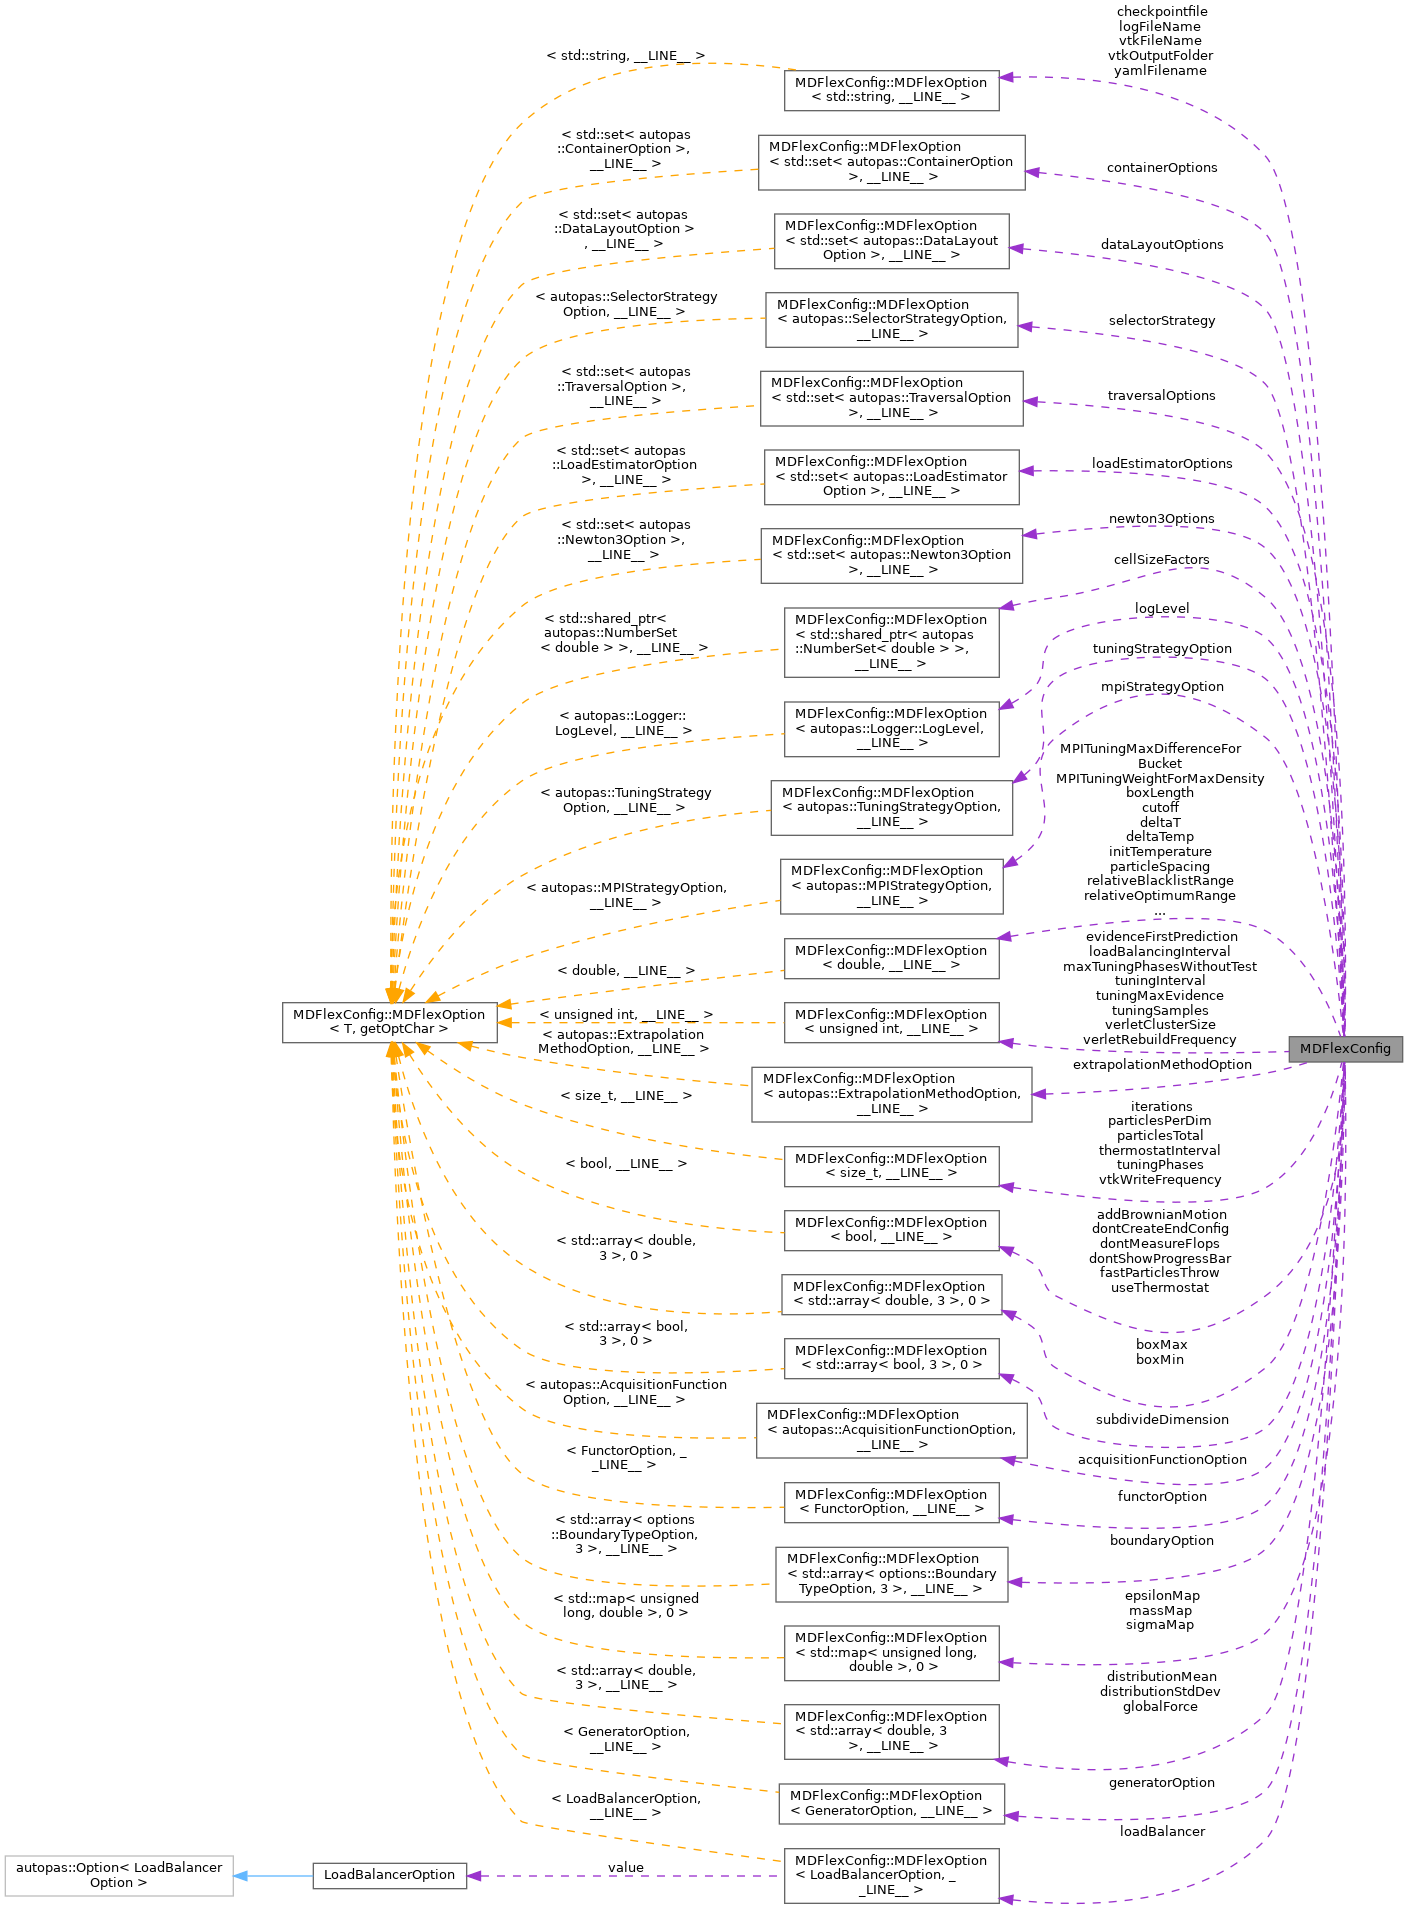 checkpointfile
logFileName
vtkFileName
vtkOutputFolder
yamlFilename
< std::string, __LINE__ >
MDFlexConfig::MDFlexOption
< std::string, __LINE__ >
< std::set< autopas
::ContainerOption >,
__LINE__ >
MDFlexConfig::MDFlexOption
< std::set< autopas::ContainerOption
>, __LINE__ >
containerOptions
< std::set< autopas
::DataLayoutOption >
, __LINE__ >
MDFlexConfig::MDFlexOption
< std::set< autopas::DataLayout
Option >, __LINE__ >
dataLayoutOptions
< autopas::SelectorStrategy
Option, __LINE__ >
MDFlexConfig::MDFlexOption
< autopas::SelectorStrategyOption,
__LINE__ >
selectorStrategy
< std::set< autopas
::TraversalOption >,
__LINE__ >
MDFlexConfig::MDFlexOption
< std::set< autopas::TraversalOption
>, __LINE__ >
traversalOptions
< std::set< autopas
::LoadEstimatorOption
>, __LINE__ >
MDFlexConfig::MDFlexOption
< std::set< autopas::LoadEstimator
Option >, __LINE__ >
loadEstimatorOptions
< std::set< autopas
::Newton3Option >,
__LINE__ >
MDFlexConfig::MDFlexOption
< std::set< autopas::Newton3Option
>, __LINE__ >
newton3Options
< std::shared_ptr<
autopas::NumberSet
< double > >, __LINE__ >
MDFlexConfig::MDFlexOption
< std::shared_ptr< autopas
::NumberSet< double > >,
__LINE__ >
cellSizeFactors
< autopas::Logger::
LogLevel, __LINE__ >
MDFlexConfig::MDFlexOption
< autopas::Logger::LogLevel,
__LINE__ >
logLevel
< autopas::TuningStrategy
Option, __LINE__ >
MDFlexConfig::MDFlexOption
< autopas::TuningStrategyOption,
__LINE__ >
tuningStrategyOption
< autopas::MPIStrategyOption,
__LINE__ >
MDFlexConfig::MDFlexOption
< autopas::MPIStrategyOption,
__LINE__ >
mpiStrategyOption
MPITuningMaxDifferenceFor
Bucket
MPITuningWeightForMaxDensity
boxLength
cutoff
deltaT
deltaTemp
initTemperature
particleSpacing
relativeBlacklistRange
relativeOptimumRange
...
< double, __LINE__ >
MDFlexConfig::MDFlexOption
< double, __LINE__ >
evidenceFirstPrediction
loadBalancingInterval
maxTuningPhasesWithoutTest
tuningInterval
tuningMaxEvidence
tuningSamples
verletClusterSize
verletRebuildFrequency
MDFlexConfig::MDFlexOption
< T, getOptChar >
< unsigned int, __LINE__ >
MDFlexConfig::MDFlexOption
< unsigned int, __LINE__ >
MDFlexConfig
< autopas::Extrapolation
MethodOption, __LINE__ >
MDFlexConfig::MDFlexOption
< autopas::ExtrapolationMethodOption,
__LINE__ >
extrapolationMethodOption
< size_t, __LINE__ >
MDFlexConfig::MDFlexOption
< size_t, __LINE__ >
iterations
particlesPerDim
particlesTotal
thermostatInterval
tuningPhases
vtkWriteFrequency
< bool, __LINE__ >
MDFlexConfig::MDFlexOption
< bool, __LINE__ >
addBrownianMotion
dontCreateEndConfig
dontMeasureFlops
dontShowProgressBar
fastParticlesThrow
useThermostat
< std::array< double,
3 >, 0 >
MDFlexConfig::MDFlexOption
< std::array< double, 3 >, 0 >
boxMax
boxMin
< std::array< bool,
3 >, 0 >
MDFlexConfig::MDFlexOption
< std::array< bool, 3 >, 0 >
subdivideDimension
< autopas::AcquisitionFunction
Option, __LINE__ >
MDFlexConfig::MDFlexOption
< autopas::AcquisitionFunctionOption,
__LINE__ >
acquisitionFunctionOption
< FunctorOption, _
_LINE__ >
MDFlexConfig::MDFlexOption
< FunctorOption, __LINE__ >
functorOption
< std::array< options
::BoundaryTypeOption,
3 >, __LINE__ >
MDFlexConfig::MDFlexOption
< std::array< options::Boundary
TypeOption, 3 >, __LINE__ >
boundaryOption
< std::map< unsigned
long, double >, 0 >
MDFlexConfig::MDFlexOption
< std::map< unsigned long,
double >, 0 >
epsilonMap
massMap
sigmaMap
< std::array< double,
3 >, __LINE__ >
MDFlexConfig::MDFlexOption
< std::array< double, 3
>, __LINE__ >
distributionMean
distributionStdDev
globalForce
< GeneratorOption,
__LINE__ >
MDFlexConfig::MDFlexOption
< GeneratorOption, __LINE__ >
generatorOption
< LoadBalancerOption,
__LINE__ >
MDFlexConfig::MDFlexOption
< LoadBalancerOption, _
_LINE__ >
loadBalancer
autopas::Option< LoadBalancer
Option >
LoadBalancerOption
value